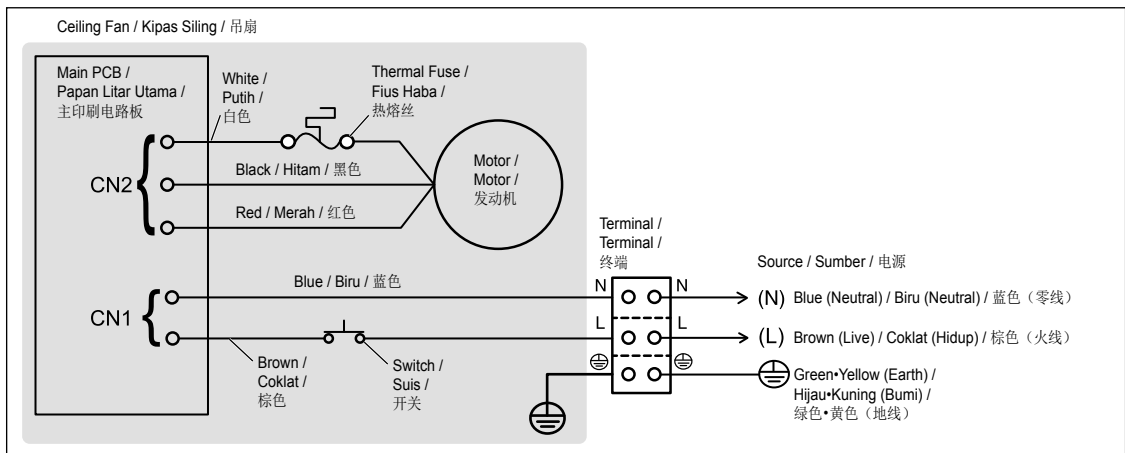 Ceiling Fan / Kipas Siling / 吊扇
Main PCB /
Papan Litar Utama /
主印刷电路板
White /
Putih /
白色
Thermal Fuse /
Fius Haba /
热熔丝
CN2
Black / Hitam / 黑色
Red / Merah / 红色
Motor /
Motor /
发动机
Terminal /
Terminal /
终端
Source / Sumber / 电源
Blue / Biru / 蓝色
N
N
(N) Blue (Neutral) / Biru (Neutral) / 蓝色（零线）
CN1
L
L
(L) Brown (Live) / Coklat (Hidup) / 棕色（火线）
Brown /
Coklat /
棕色
Switch /
Suis /
开关
Green•Yellow (Earth) /
Hijau•Kuning (Bumi) /
绿色•黄色（地线）